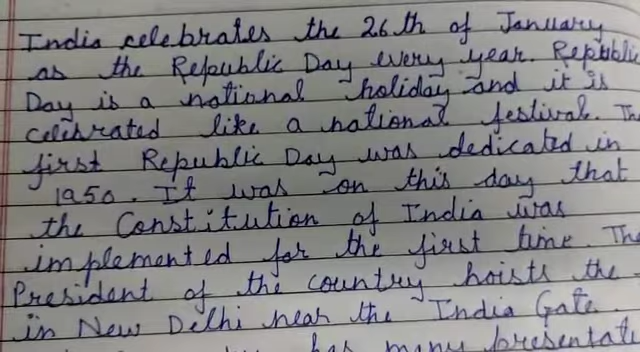 India celebrates the 26th of January
as the Republic Day every year. Republic
Day is a national holiday and it is
celebrated like a national festival. The
first Republic Day was dedicated in
1950. It was on this day that
the Constitution of India was
implemented for the first time. The
President of the country hoists the
in New Delhi near the India Gate.
has many presentati